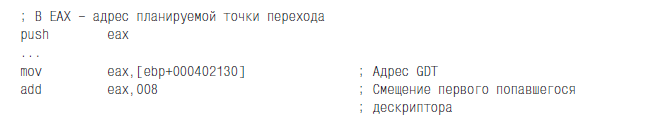 ; В EAX – адрес планируемой точки перехода
push eax
...
mov eax,[ebp+000402130] ; Адрес GDT
add eax,008 ; Смещение первого попавшегося
; дескриптора